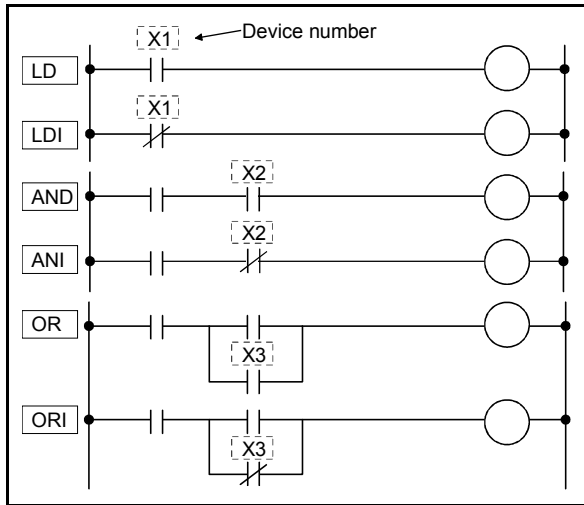 X1 Device number
LD
X1
LDI
X2
AND
X2
ANI
OR
X3
ORI
X3